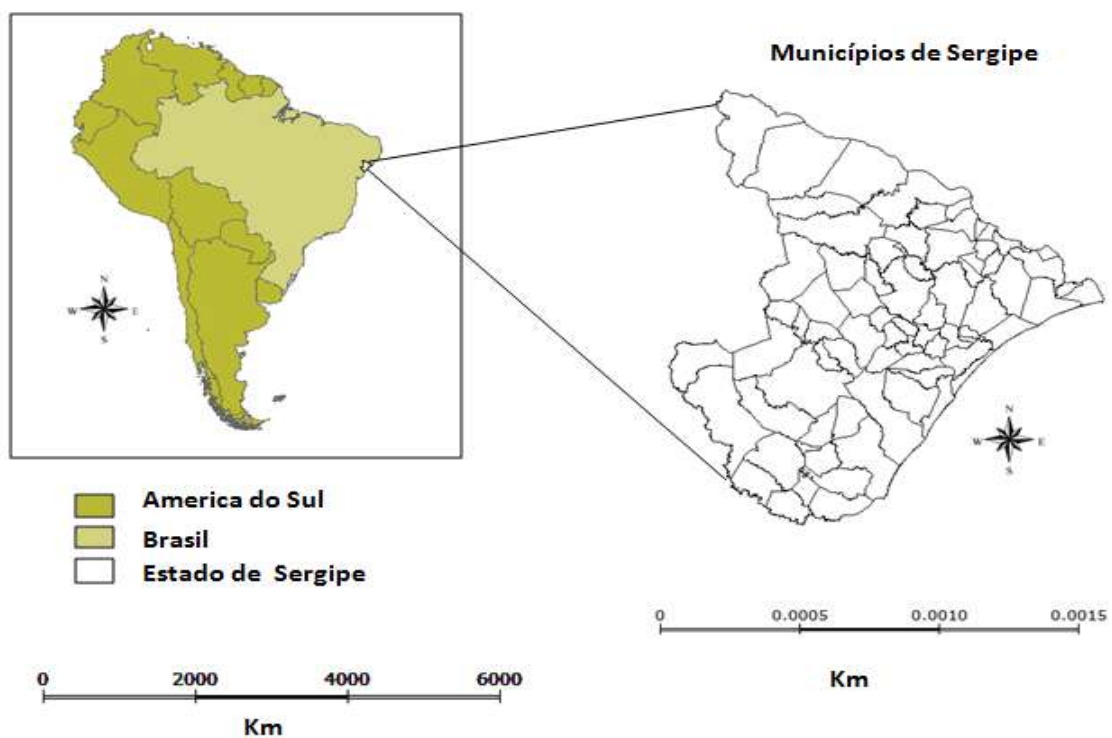 Municípios de Sergipe
N
W E
S
N
W E
S
America do Sul
Brasil
Estado de Sergipe
0 0.0005 0.0010 0.0015
Km
0 2000 4000 6000
Km